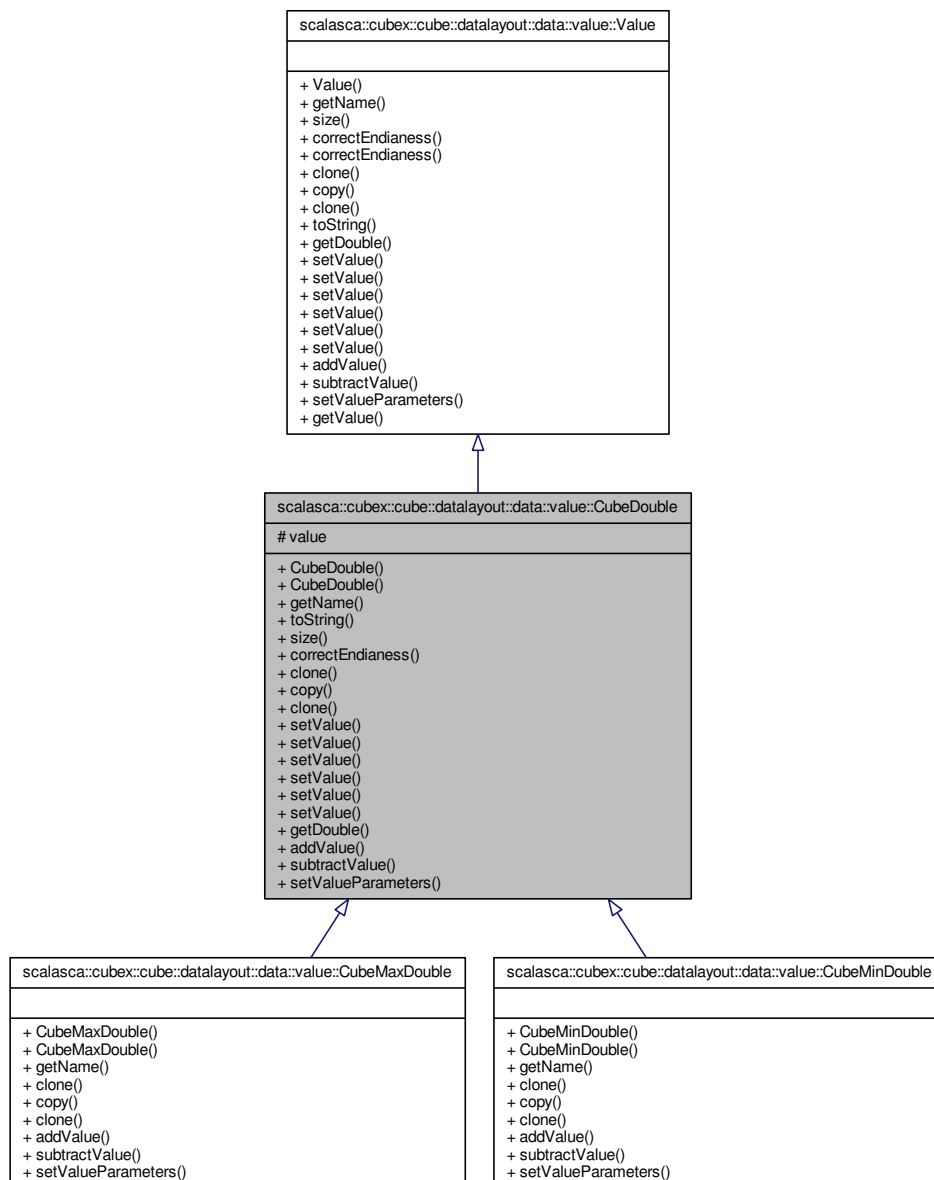 scalasca::cubex::cube::datalayout::data::value::Value
+ Value()
+ getName()
+ size()
+ correctEndianess()
+ correctEndianess()
+ clone()
+ copy()
+ clone()
+ toString()
+ getDouble()
+ setValue()
+ setValue()
+ setValue()
+ setValue()
+ setValue()
+ setValue()
+ addValue()
+ subtractValue()
+ setValueParameters()
+ getValue()
scalasca::cubex::cube::datalayout::data::value::CubeDouble
# value
+ CubeDouble()
+ CubeDouble()
+ getName()
+ toString()
+ size()
+ correctEndianess()
+ clone()
+ copy()
+ clone()
+ setValue()
+ setValue()
+ setValue()
+ setValue()
+ setValue()
+ setValue()
+ getDouble()
+ addValue()
+ subtractValue()
+ setValueParameters()
scalasca::cubex::cube::datalayout::data::value::CubeMaxDouble
+ CubeMaxDouble()
+ CubeMaxDouble()
+ getName()
+ clone()
+ copy()
+ clone()
+ addValue()
+ subtractValue()
+ setValueParameters()
scalasca::cubex::cube::datalayout::data::value::CubeMinDouble
+ CubeMinDouble()
+ CubeMinDouble()
+ getName()
+ clone()
+ copy()
+ clone()
+ addValue()
+ subtractValue()
+ setValueParameters()